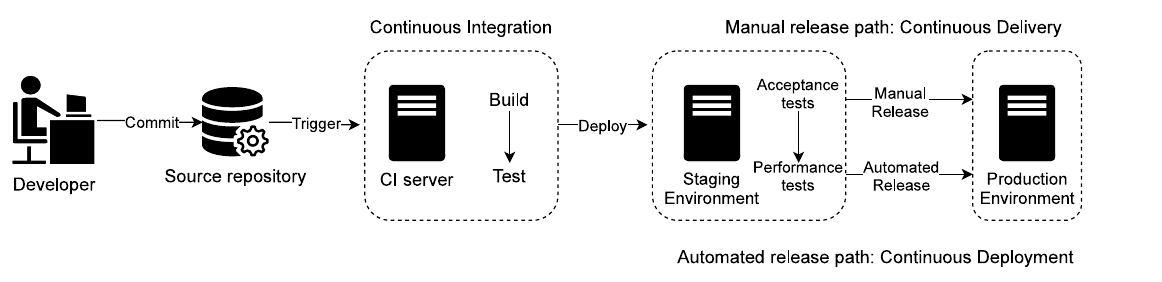 Continuous Integration
Manual release path: Continuous Delivery
Developer
Commit
Source repository
Trigger
CI server
Build
Test
Deploy
Staging
Environment
Acceptance
tests
Performance
tests
Manual
Release
Automated
Release
Production
Environment
Automated release path: Continuous Deployment